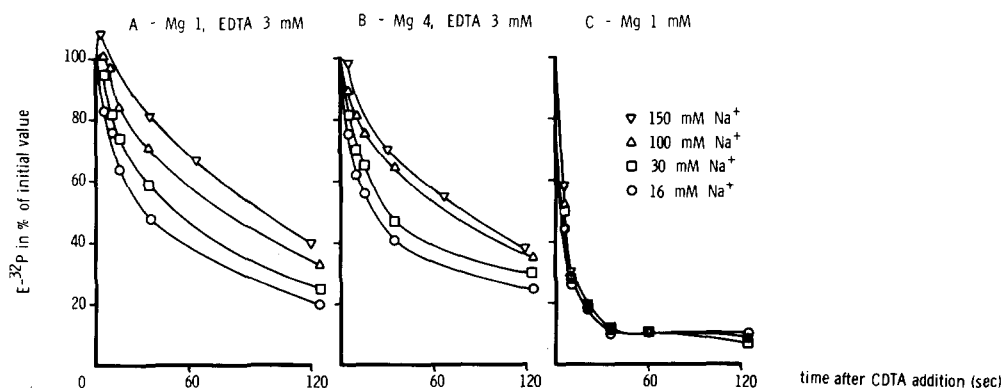 A - Mg 1, EDTA 3 mM
B - Mg 4, EDTA 3 mM
C - Mg 1 mM
E-³²P in % of initial value
100
80
60
40
20
0
▽ 150 mM Na⁺
△ 100 mM Na⁺
□ 30 mM Na⁺
○ 16 mM Na⁺
60
120
60
120
60
120
time after CDTA addition (sec)